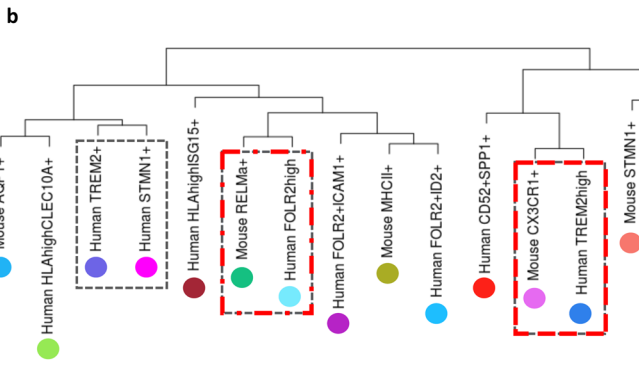 b
Mouse
Human HLAhighCLEC10A+
Human TREM2+
Human STMN1+
Human HLAhighISG15+
Mouse RELMa+
Human FOLR2high
Human FOLR2+ICAM1+
Mouse MHCII+
Human FOLR2+ID2+
Human CD52+SPP1+
Mouse CX3CR1+
Human TREM2high
Mouse STMN1+